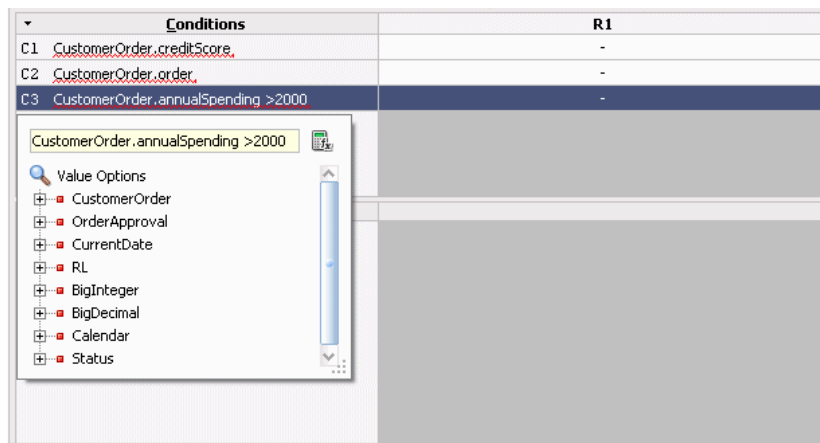 Conditions R1
C1 CustomerOrder.creditScore -
C2 CustomerOrder.order -
C3 CustomerOrder.annualSpending >2000 -
CustomerOrder.annualSpending >2000 fx
Value Options
CustomerOrder
OrderApproval
CurrentDate
RL
BigInteger
BigDecimal
Calendar
Status